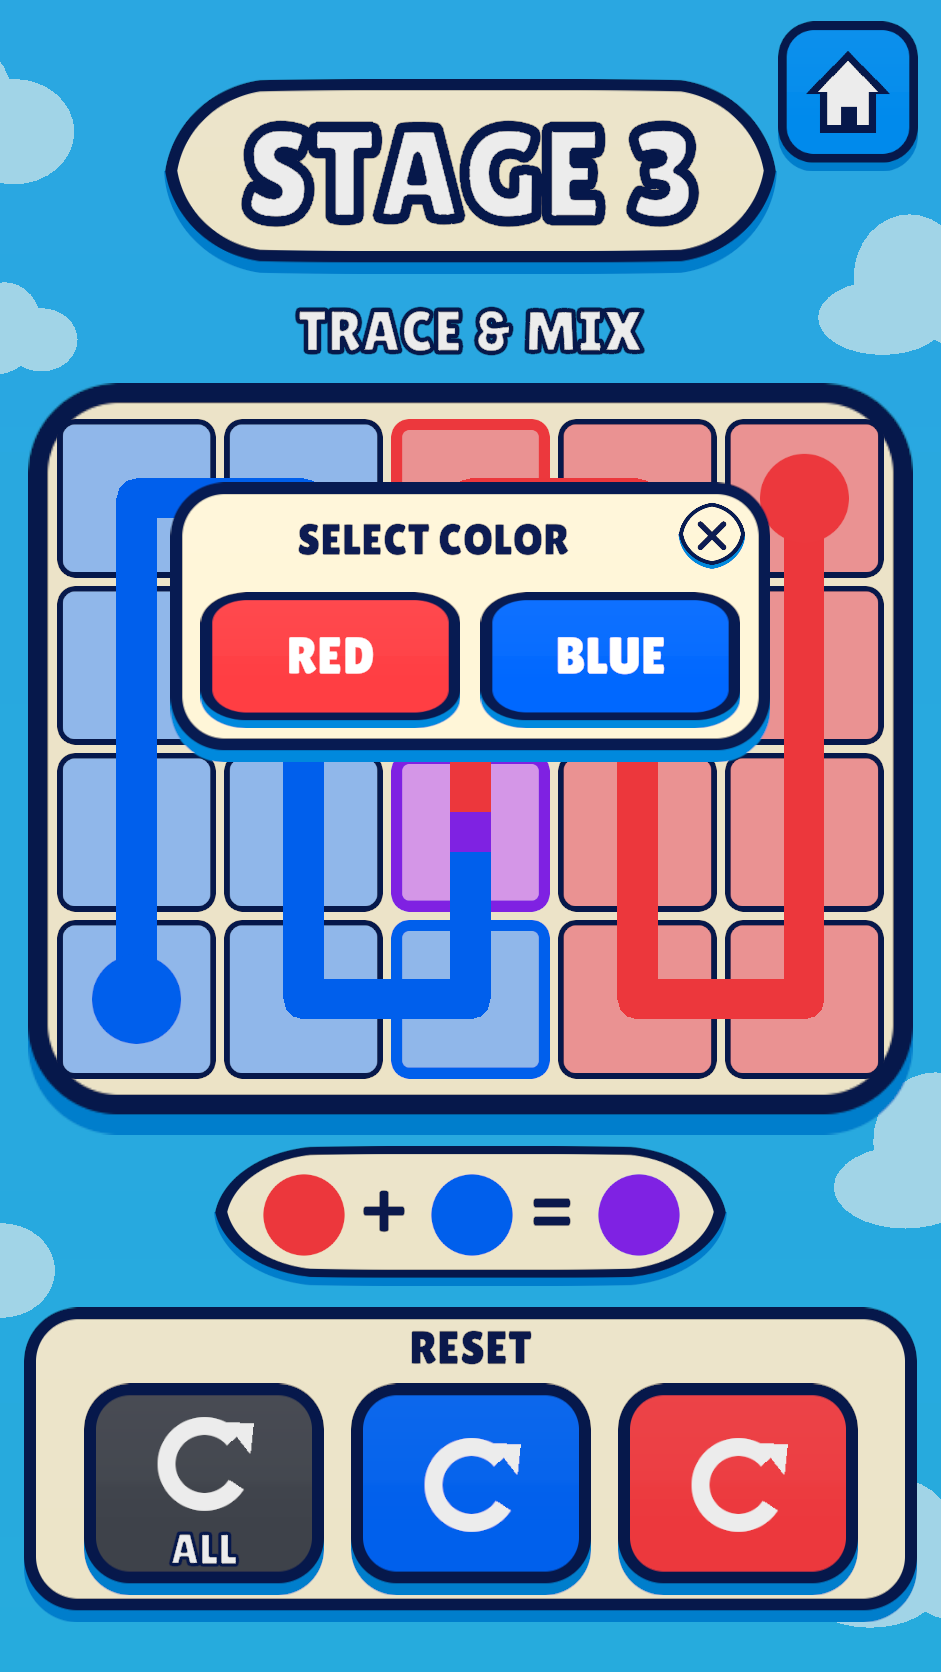 STAGE 3
TRACE & MIX
SELECT COLOR
RED
BLUE
+ =
RESET
ALL